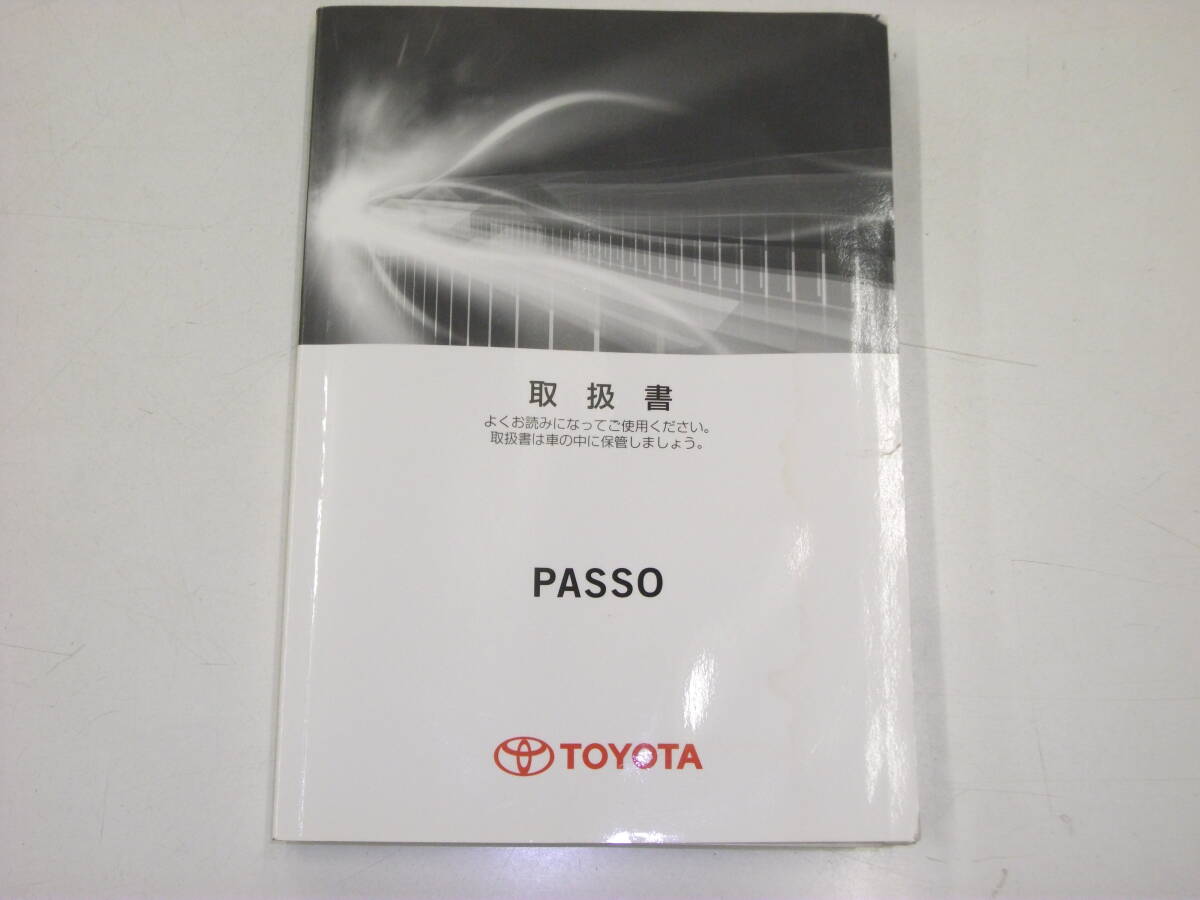 取扱書
よくお読みになってご使用ください。
取扱書は車の中に保管しましょう。
PASSO
TOYOTA